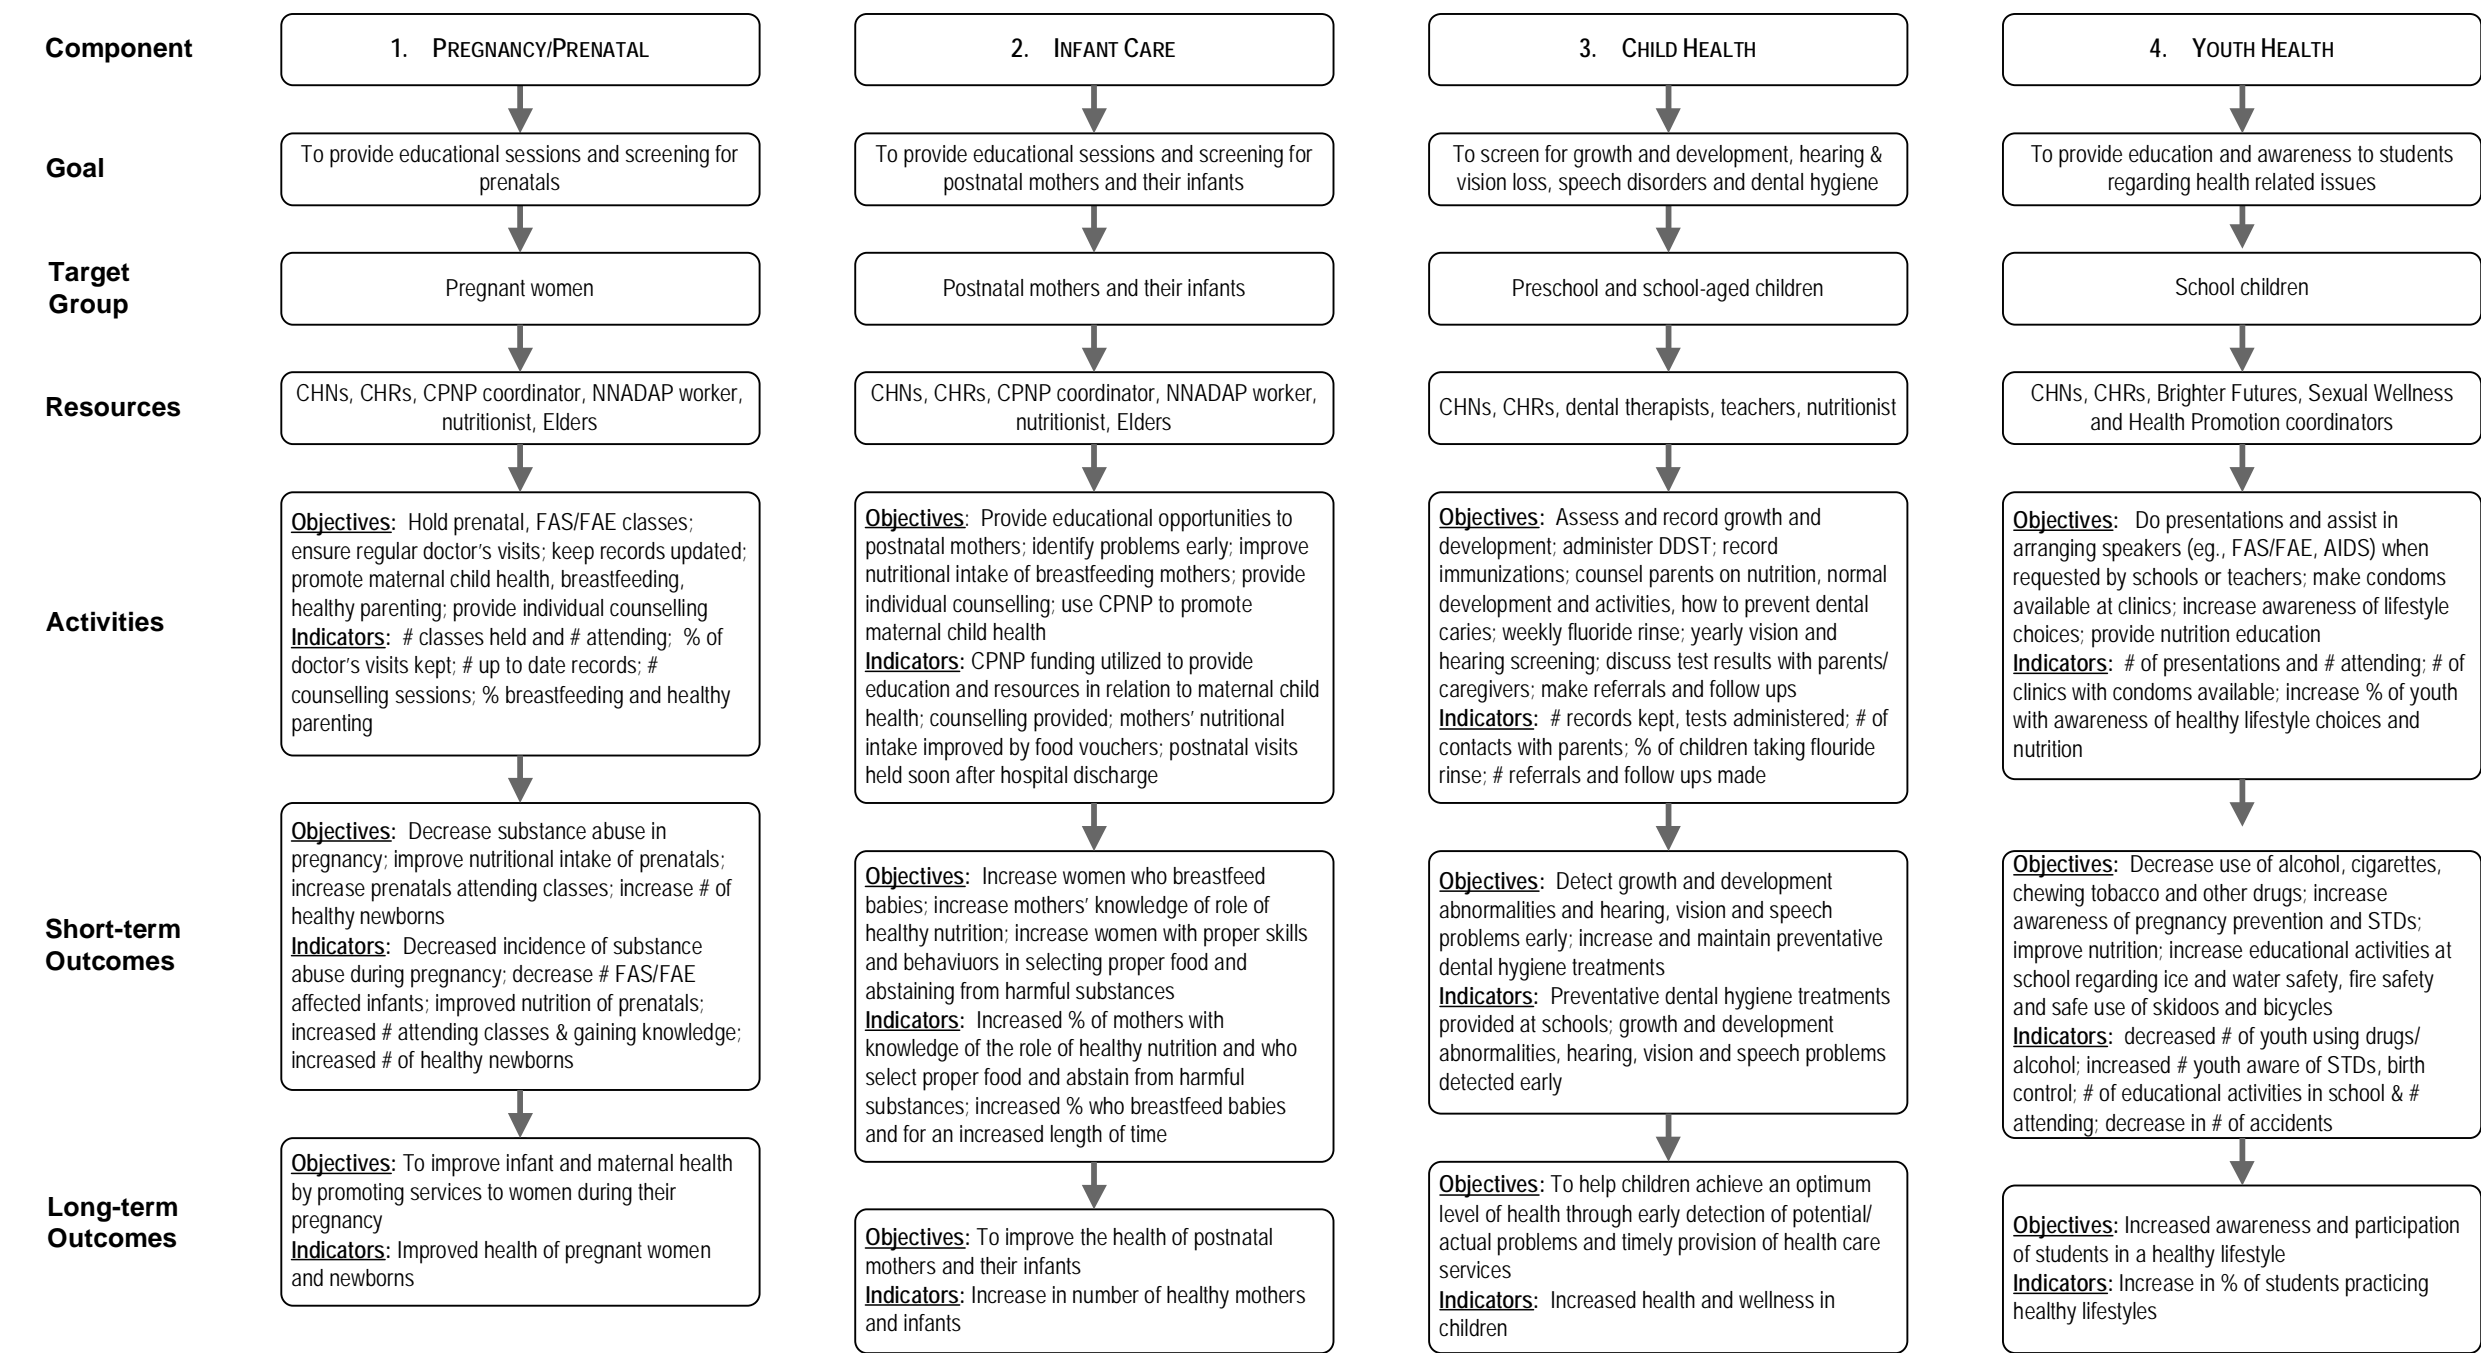 Component
1. PREGNANCY/PRENATAL
2. INFANT CARE
3. CHILD HEALTH
4. YOUTH HEALTH
Goal
To provide educational sessions and screening for
prenatals
To provide educational sessions and screening for
postnatal mothers and their infants
To screen for growth and development, hearing &
vision loss, speech disorders and dental hygiene
To provide education and awareness to students
regarding health related issues
Target
Group
Pregnant women
Postnatal mothers and their infants
Preschool and school-aged children
School children
Resources
CHNs, CHRs, CPNP coordinator, NNADAP worker,
nutritionist, Elders
CHNs, CHRs, CPNP coordinator, NNADAP worker,
nutritionist, Elders
CHNs, CHRs, dental therapists, teachers, nutritionist
CHNs, CHRs, Brighter Futures, Sexual Wellness
and Health Promotion coordinators
Activities
Objectives: Hold prenatal, FAS/FAE classes;
ensure regular doctor's visits; keep records updated;
promote maternal child health, breastfeeding,
healthy parenting; provide individual counselling
Indicators: # classes held and # attending; % of
doctor's visits kept; # up to date records; #
counselling sessions; % breastfeeding and healthy
parenting
Objectives: Provide educational opportunities to
postnatal mothers; identify problems early; improve
nutritional intake of breastfeeding mothers; provide
individual counselling; use CPNP to promote
maternal child health
Indicators: CPNP funding utilized to provide
education and resources in relation to maternal child
health; counselling provided; mothers' nutritional
intake improved by food vouchers; postnatal visits
held soon after hospital discharge
Objectives: Assess and record growth and
development; administer DDST; record
immunizations; counsel parents on nutrition, normal
development and activities, how to prevent dental
caries; weekly fluoride rinse; yearly vision and
hearing screening; discuss test results with parents/
caregivers; make referrals and follow ups
Indicators: # records kept, tests administered; # of
contacts with parents; % of children taking flouride
rinse; # referrals and follow ups made
Objectives: Do presentations and assist in
arranging speakers (eg., FAS/FAE, AIDS) when
requested by schools or teachers; make condoms
available at clinics; increase awareness of lifestyle
choices; provide nutrition education
Indicators: # of presentations and # attending; # of
clinics with condoms available; increase % of youth
with awareness of healthy lifestyle choices and
nutrition
Short-term
Outcomes
Objectives: Decrease substance abuse in
pregnancy; improve nutritional intake of prenatals;
increase prenatals attending classes; increase # of
healthy newborns
Indicators: Decreased incidence of substance
abuse during pregnancy; decrease # FAS/FAE
affected infants; improved nutrition of prenatals;
increased # attending classes & gaining knowledge;
increased # of healthy newborns
Objectives: Increase women who breastfeed
babies; increase mothers' knowledge of role of
healthy nutrition; increase women with proper skills
and behaviuors in selecting proper food and
abstaining from harmful substances
Indicators: Increased % of mothers with
knowledge of the role of healthy nutrition and who
select proper food and abstain from harmful
substances; increased % who breastfeed babies
and for an increased length of time
Objectives: Detect growth and development
abnormalities and hearing, vision and speech
problems early; increase and maintain preventative
dental hygiene treatments
Indicators: Preventative dental hygiene treatments
provided at schools; growth and development
abnormalities, hearing, vision and speech problems
detected early
Objectives: Decrease use of alcohol, cigarettes,
chewing tobacco and other drugs; increase
awareness of pregnancy prevention and STDs;
improve nutrition; increase educational activities at
school regarding ice and water safety, fire safety
and safe use of skidoos and bicycles
Indicators: decreased # of youth using drugs/
alcohol; increased # youth aware of STDs, birth
control; # of educational activities in school & #
attending; decrease in # of accidents
Long-term
Outcomes
Objectives: To improve infant and maternal health
by promoting services to women during their
pregnancy
Indicators: Improved health of pregnant women
and newborns
Objectives: To improve the health of postnatal
mothers and their infants
Indicators: Increase in number of healthy mothers
and infants
Objectives: To help children achieve an optimum
level of health through early detection of potential/
actual problems and timely provision of health care
services
Indicators: Increased health and wellness in
children
Objectives: Increased awareness and participation
of students in a healthy lifestyle
Indicators: Increase in % of students practicing
healthy lifestyles